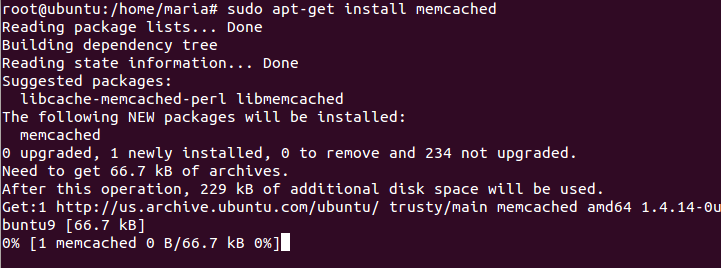 root@ubuntu:/home/maria# sudo apt-get install memcached
Reading package lists... Done
Building dependency tree
Reading state information... Done
Suggested packages:
  libcache-memcached-perl libmemcached
The following NEW packages will be installed:
  memcached
0 upgraded, 1 newly installed, 0 to remove and 234 not upgraded.
Need to get 66.7 kB of archives.
After this operation, 229 kB of additional disk space will be used.
Get:1 http://us.archive.ubuntu.com/ubuntu/ trusty/main memcached amd64 1.4.14-0u
buntu9 [66.7 kB]
0% [1 memcached 0 B/66.7 kB 0%]